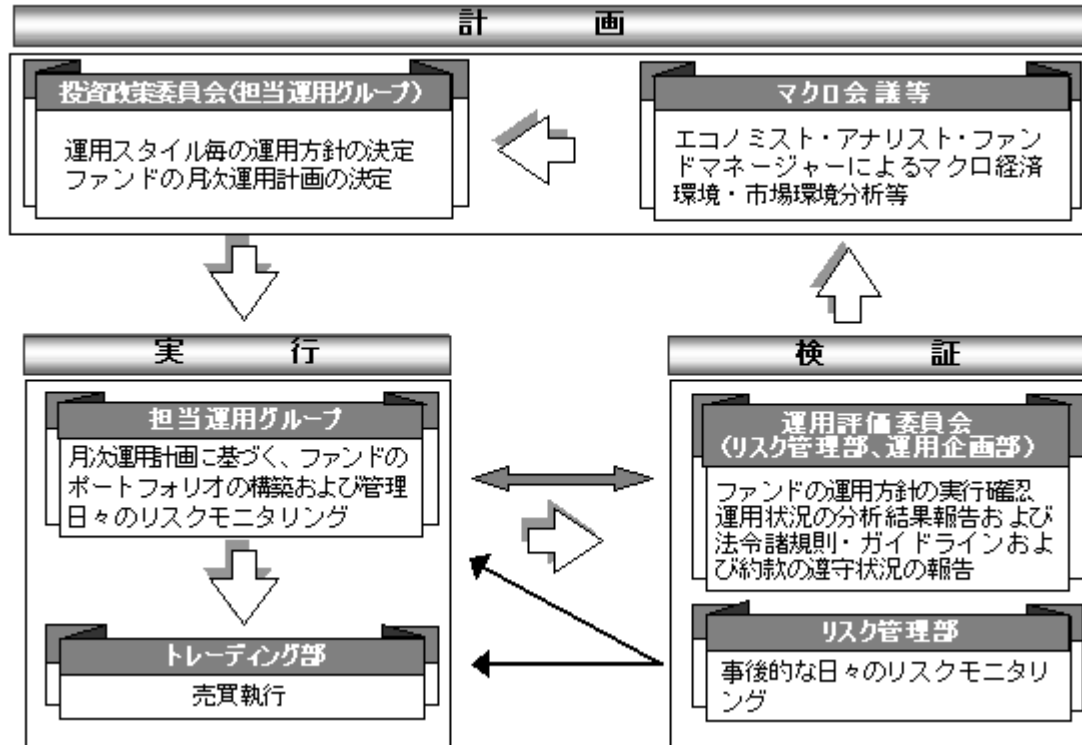 計 画
投資政策委員会(担当運用グループ)
運用スタイル毎の運用方針の決定
ファンドの月次運用計画の決定
マクロ会議等
エコノミスト・アナリスト・ファン
ドマネージャーによるマクロ経済
環境・市場環境分析等
実 行
担当運用グループ
月次運用計画に基づく、ファンドの
ポートフォリオの構築および管理
日々のリスクモニタリング
トレーディング部
売買執行
検 証
運用評価委員会
(リスク管理部、運用企画部)
ファンドの運用方針の実行確認
運用状況の分析結果報告および
法令諸規則・ガイドラインおよ
び約款の遵守状況の報告
リスク管理部
事後的な日々のリスクモニタリ
ング